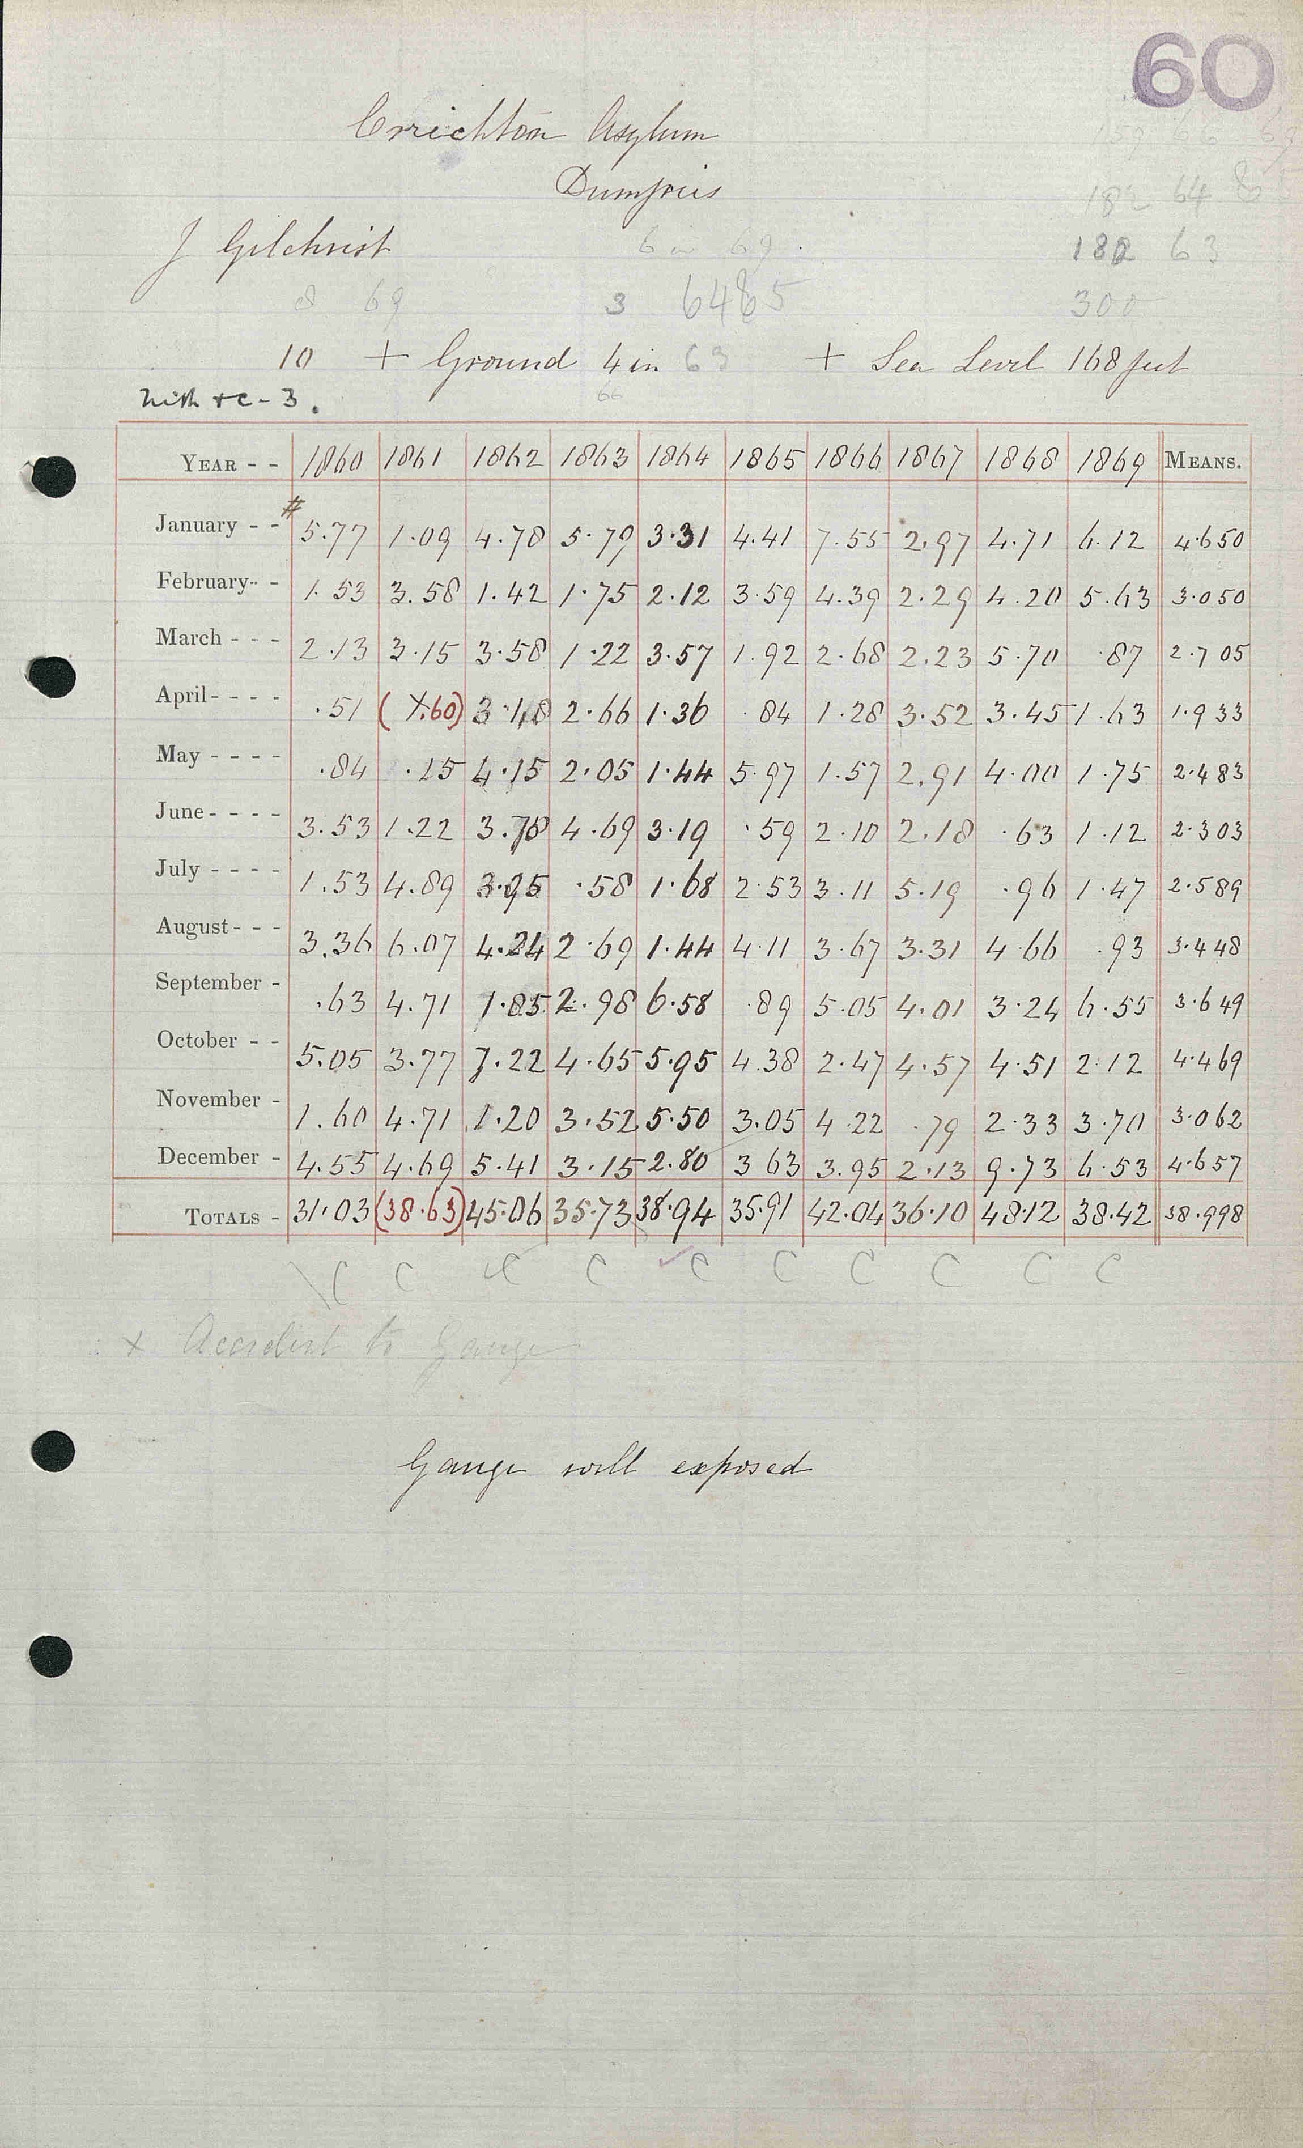 60
Crrichton Asylum
182 64
Dumfries
J Gilchrist 6 in 69 182 63
69 3 6485 300
10 + Ground 4 in 63 + Sea Level 168 feet
66
Nith &c - 3.
YEAR - - 1860 1861 1862 1863 1864 1865 1866 1867 1868 1869 MEANS.
January - - # 5.77 1.09 4.78 5.79 3.31 4.41 7.55 2.97 4.71 6.12 4.650
February - - 1.53 3.58 1.42 1.75 2.12 3.59 4.39 2.29 4.20 5.63 3.050
March - - - 2.13 3.15 3.58 1.22 3.57 1.92 2.68 2.23 5.70 .87 2.705
April - - - - .51 (X.60) 3.48 2.66 1.36 .84 1.28 3.52 3.45 1.63 1.933
May - - - - .84 .15 4.15 2.05 1.44 5.97 1.57 2.91 4.00 1.75 2.483
June - - - - 3.53 1.22 3.78 4.69 3.19 .59 2.10 2.18 .63 1.12 2.303
July - - - - 1.53 4.89 3.95 .58 1.68 2.53 3.11 5.19 .96 1.47 2.589
August - - - 3.36 6.07 4.24 2.69 1.44 4.11 3.67 3.31 4.66 .93 3.448
September - .63 4.71 1.85 2.98 6.58 .89 5.05 4.01 3.24 6.55 3.649
October - - 5.05 3.77 7.22 4.65 5.95 4.38 2.47 4.57 4.51 2.12 4.469
November - 1.60 4.71 1.20 3.52 5.50 3.05 4.22 .79 2.33 3.70 3.062
December - 4.55 4.69 5.41 3.15 2.80 3 63 3.95 2.13 9.73 6.53 4.657
TOTALS - 31.03 (38.63) 45.06 35.73 38.94 35.91 42.04 36.10 48.12 38.42 38.998
C C C C C C C C C C
x Accident to Gauge
Gauge well exposed